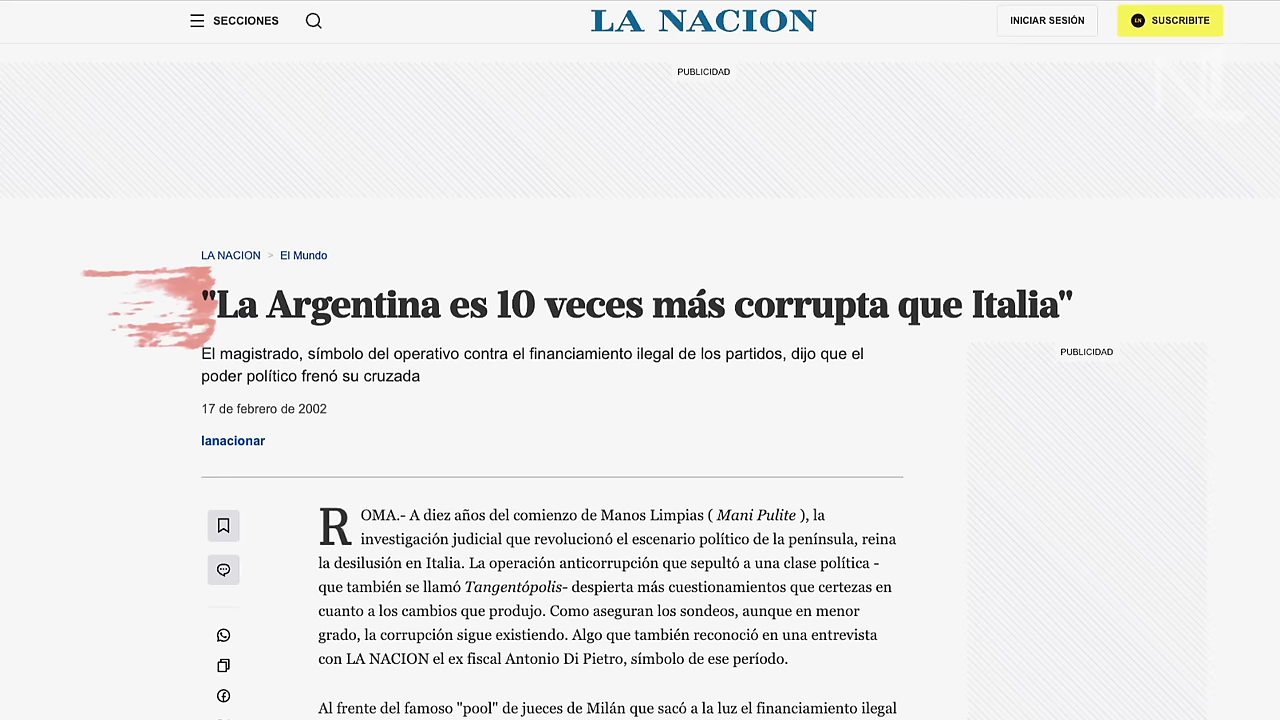 SECCIONES
LA NACION
INICIAR SESIÓN
SUSCRIBITE
PUBLICIDAD
LA NACION > El Mundo
"La Argentina es 10 veces más corrupta que Italia"
El magistrado, símbolo del operativo contra el financiamiento ilegal de los partidos, dijo que el
poder político frenó su cruzada
PUBLICIDAD
17 de febrero de 2002
lanacionar
ROMA.- A diez años del comienzo de Manos Limpias ( Mani Pulite ), la
investigación judicial que revolucionó el escenario político de la península, reina
la desilusión en Italia. La operación anticorrupción que sepultó a una clase política -
que también se llamó Tangentópolis- despierta más cuestionamientos que certezas en
cuanto a los cambios que produjo. Como aseguran los sondeos, aunque en menor
grado, la corrupción sigue existiendo. Algo que también reconoció en una entrevista
con LA NACION el ex fiscal Antonio Di Pietro, símbolo de ese período.
Al frente del famoso "pool" de jueces de Milán que sacó a la luz el financiamiento ilegal